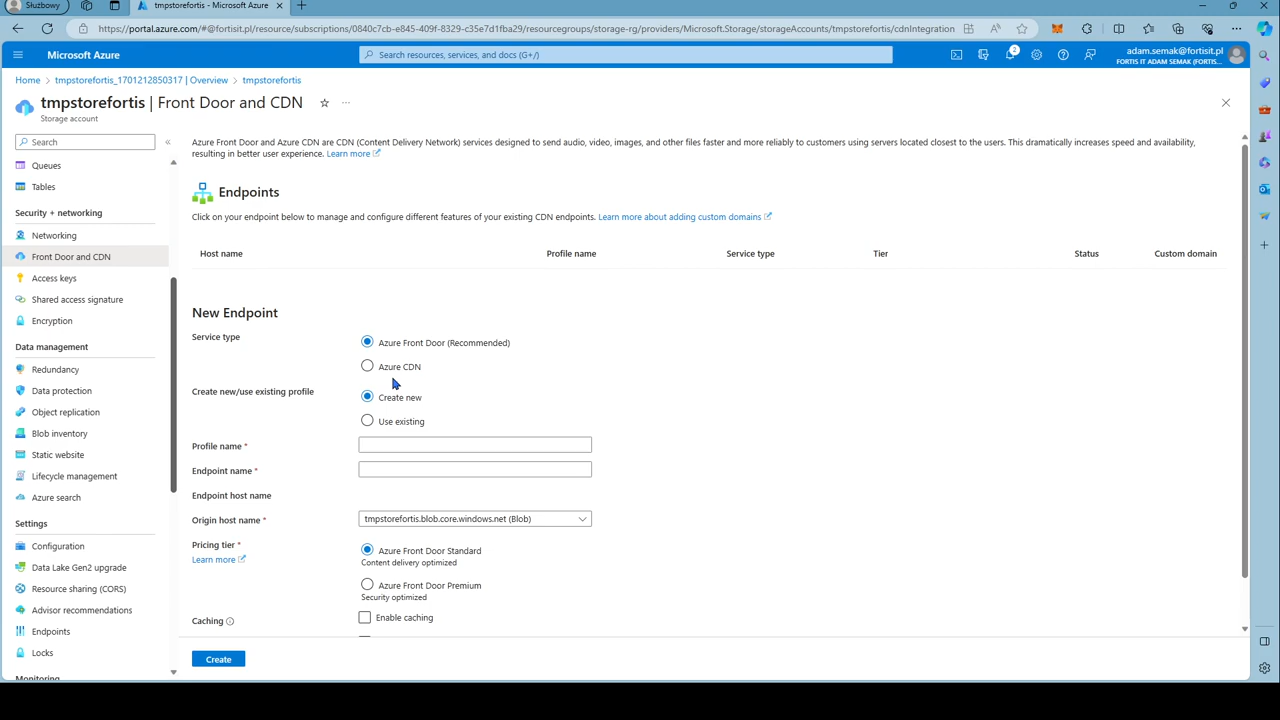 Służbowy
tmpstorefortis - Microsoft Azure
https://portal.azure.com/#@fortisit.pl/resource/subscriptions/0840c7cb-e845-409f-8329-c35e7d1fba29/resourcegroups/storage-rg/providers/Microsoft.Storage/storageAccounts/tmpstorefortis/cdnIntegration
Microsoft Azure
Search resources, services, and docs (G+/)
2
adam.semak@fortisit.pl
FORTIS IT ADAM SEMAK (FORTIS...
Home > tmpstorefortis_1701212850317 | Overview > tmpstorefortis
tmpstorefortis | Front Door and CDN
Storage account
Search
Queues
Tables
Security + networking
Networking
Front Door and CDN
Access keys
Shared access signature
Encryption
Data management
Redundancy
Data protection
Object replication
Blob inventory
Static website
Lifecycle management
Azure search
Settings
Configuration
Data Lake Gen2 upgrade
Resource sharing (CORS)
Advisor recommendations
Endpoints
Locks
Monitoring
Azure Front Door and Azure CDN are CDN (Content Delivery Network) services designed to send audio, video, images, and other files faster and more reliably to customers using servers located closest to the users. This dramatically increases speed and availability,
resulting in better user experience. Learn more
Endpoints
Click on your endpoint below to manage and configure different features of your existing CDN endpoints. Learn more about adding custom domains
Host name Profile name Service type Tier Status Custom domain
New Endpoint
Service type
Azure Front Door (Recommended)
Azure CDN
Create new/use existing profile
Create new
Use existing
Profile name *
Endpoint name *
Endpoint host name
Origin host name *
tmpstorefortis.blob.core.windows.net (Blob)
Pricing tier *
Learn more
Azure Front Door Standard
Content delivery optimized
Azure Front Door Premium
Security optimized
Caching
Enable caching
Create